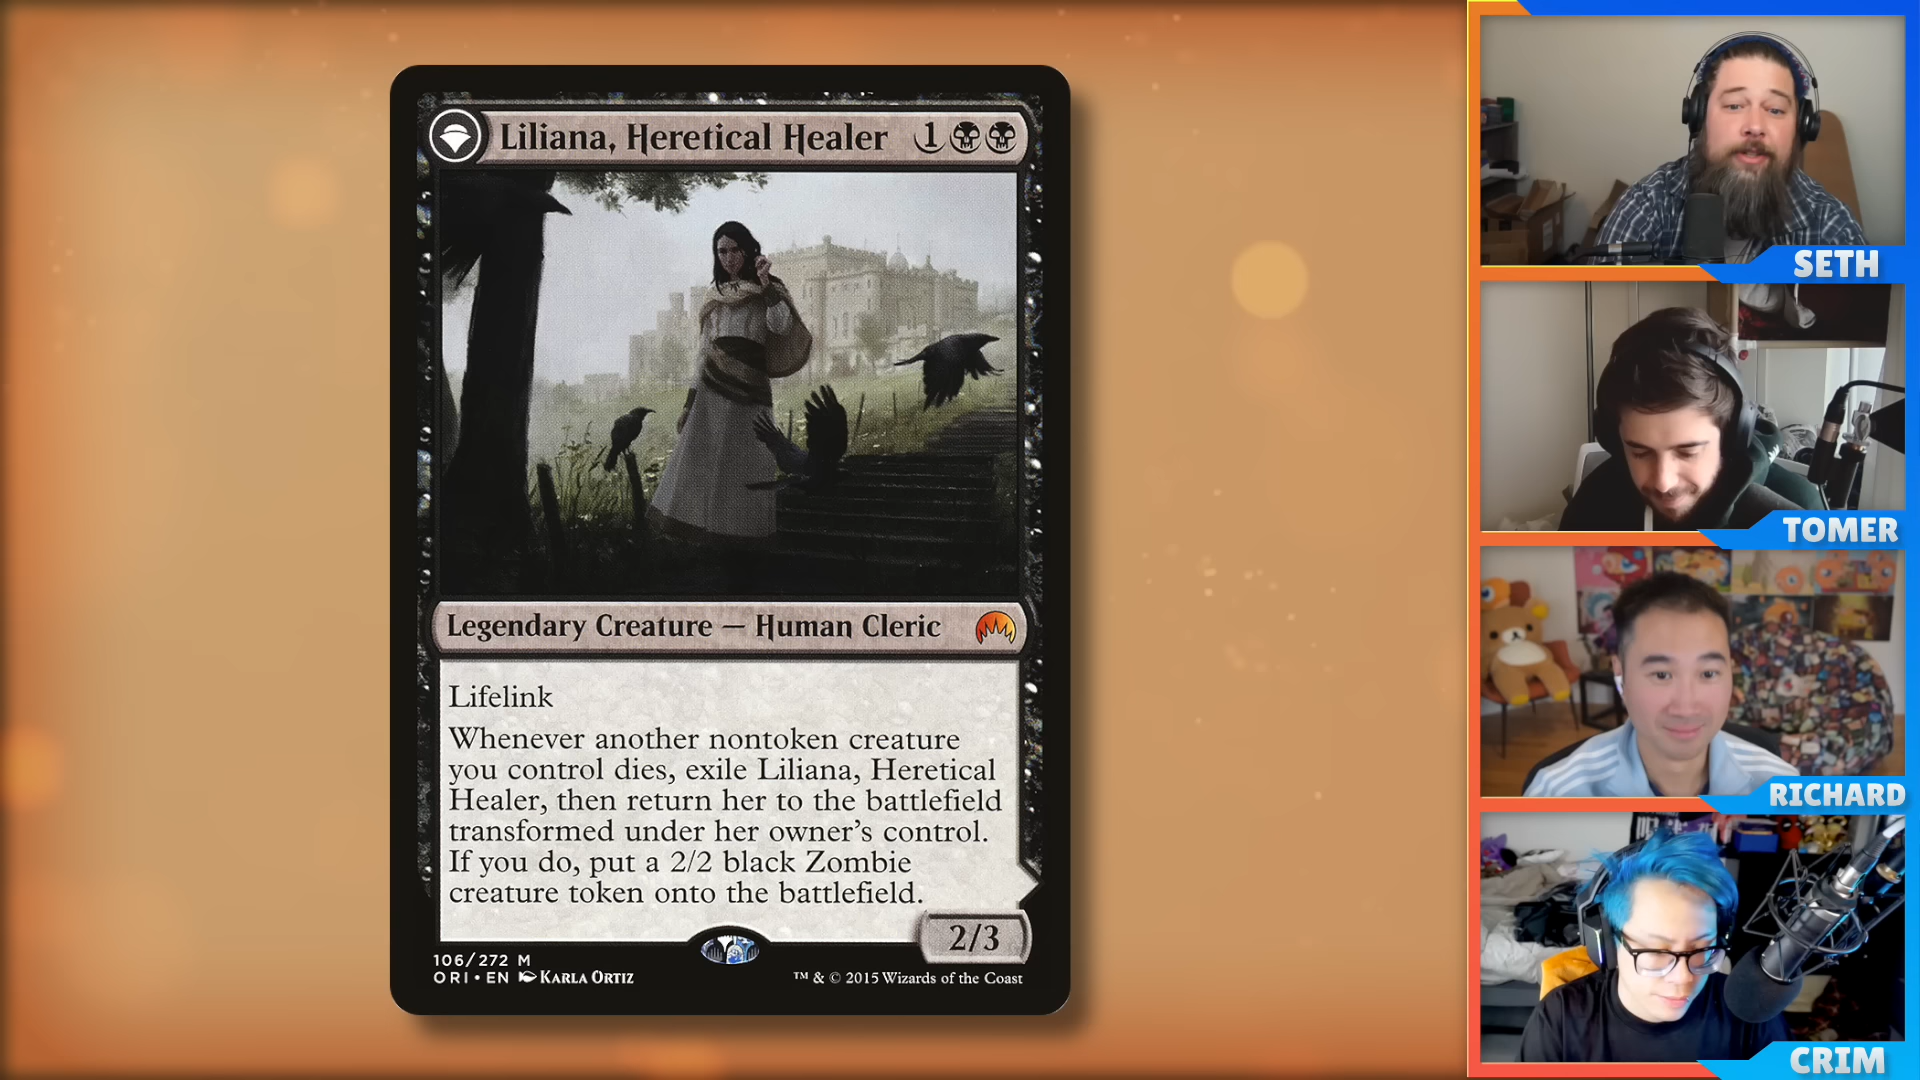 Liliana, Heretical Healer 1
Legendary Creature — Human Cleric
Lifelink
Whenever another nontoken creature
you control dies, exile Liliana, Heretical
Healer, then return her to the battlefield
transformed under her owner's control.
If you do, put a 2/2 black Zombie
creature token onto the battlefield.
2/3
106/272 M
ORI • EN KARLA ORTIZ
™ & © 2015 Wizards of the Coast
SETH
TOMER
RICHARD
CRIM